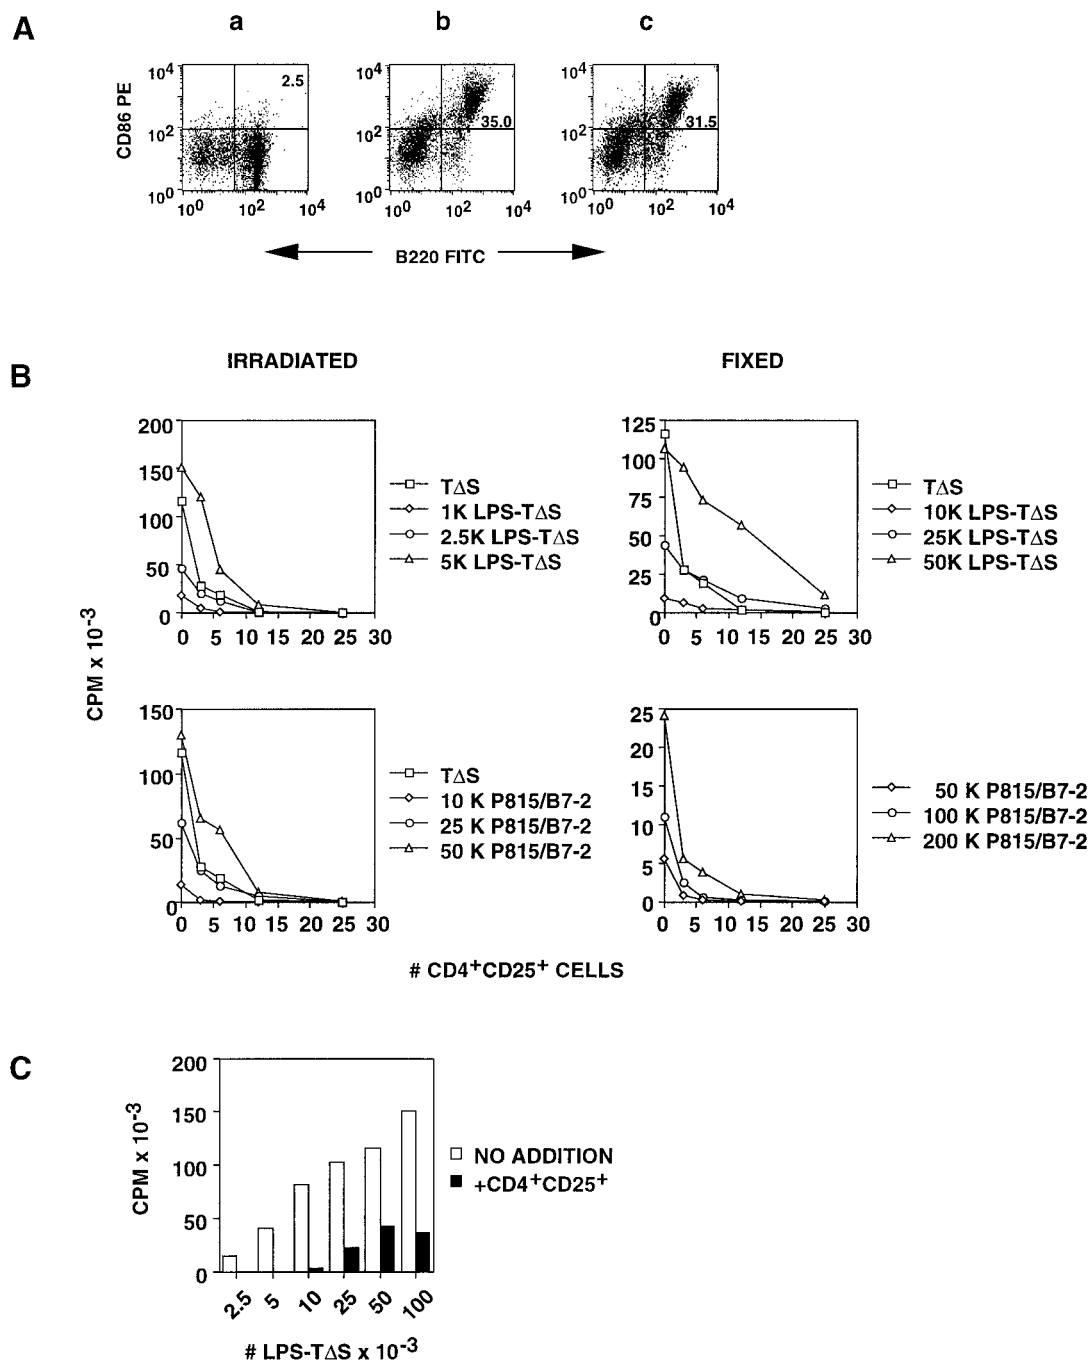 A
a
b
c
CD86 PE
10^4
10^2
10^0
10^0 10^2 10^4
2.5
10^4
10^2
10^0
10^0 10^2 10^4
35.0
10^4
10^2
10^0
10^0 10^2 10^4
31.5
B220 FITC
B
IRRADIATED
FIXED
CPM x 10^-3
200
150
100
50
0
0 5 10 15 20 25 30
TΔS
1K LPS-TΔS
2.5K LPS-TΔS
5K LPS-TΔS
125
100
75
50
25
0
0 5 10 15 20 25 30
TΔS
10K LPS-TΔS
25K LPS-TΔS
50K LPS-TΔS
150
100
50
0
0 5 10 15 20 25 30
TΔS
10 K P815/B7-2
25 K P815/B7-2
50 K P815/B7-2
25
20
15
10
5
0
0 5 10 15 20 25 30
50 K P815/B7-2
100 K P815/B7-2
200 K P815/B7-2
# CD4+CD25+ CELLS
C
CPM x 10^-3
200
150
100
50
0
2.5 5 10 25 50 100
NO ADDITION
+CD4+CD25+
# LPS-TΔS x 10^-3